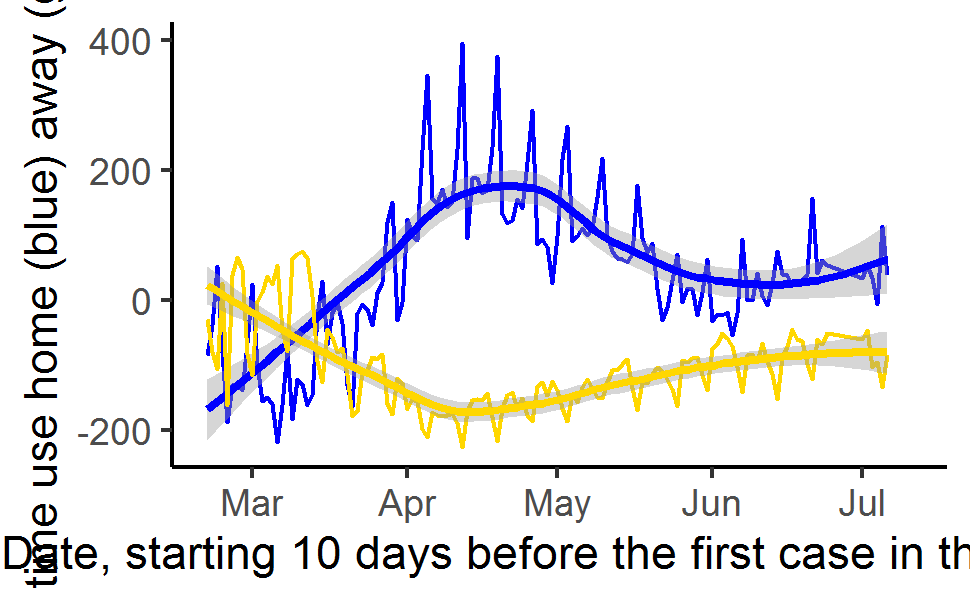 time use home (blue) away (
400
200
0
-200
Mar Apr May Jun Jul
Date, starting 10 days before the first case in th